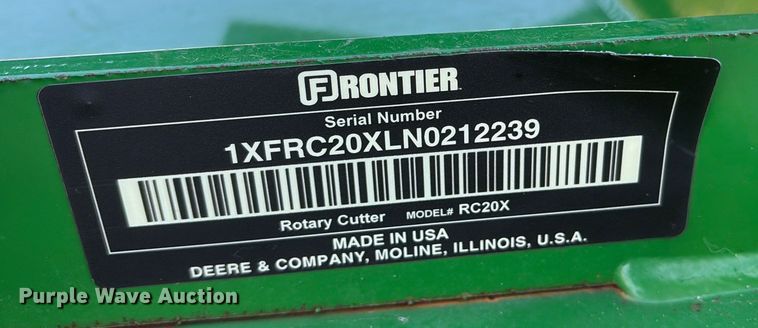 FRONTIER
Serial Number
1XFRC20XLN0212239
Rotary Cutter MODEL# RC20X
MADE IN USA
DEERE & COMPANY, MOLINE, ILLINOIS, U.S.A.
Purple Wave Auction